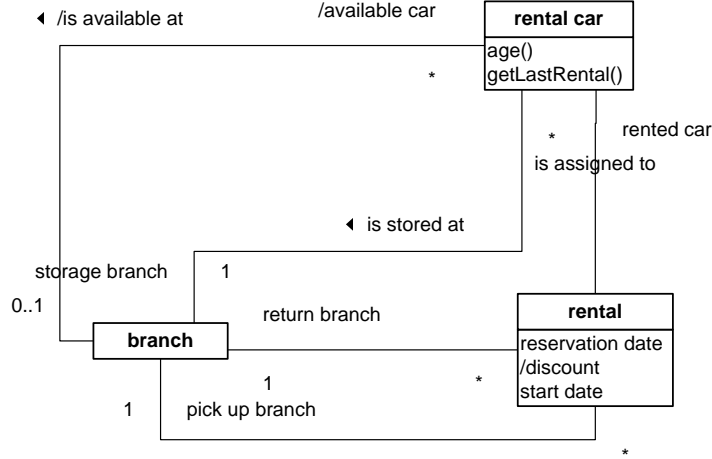 ◄ /is available at
/available car
rental car
age()
getLastRental()
*
*
rented car
is assigned to
◄ is stored at
storage branch
1
0..1
return branch
rental
branch
reservation date
/discount
start date
1
*
1
pick up branch
*